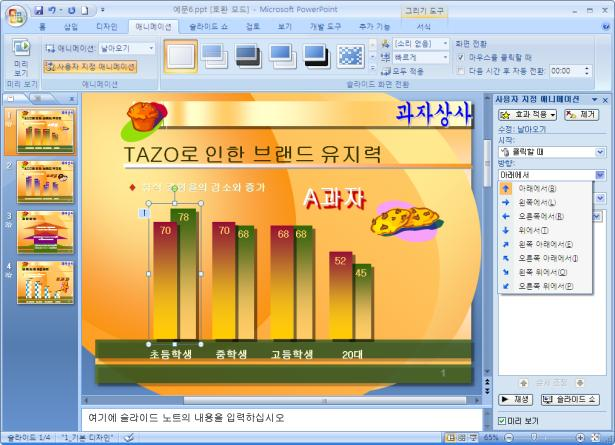 예문6.ppt [호환 모드] - Microsoft PowerPoint
그리기 도구
홈 삽입 디자인 애니메이션 슬라이드 쇼 검토 보기 개발 도구 추가 기능 서식
미리 보기
애니메이션: 날아오기
사용자 지정 애니메이션
[소리 없음]
빠르게
모두 적용
화면 전환
마우스를 클릭할 때
다음 시간 후 자동 전환: 00:00
미리 보기 애니메이션 슬라이드 화면 전환
1
2
3
4
과자상사
TAZO로 인한 브랜드 유지력
A과자
1
70 78 70 68 68 68 52 45
초등학생 중학생 고등학생 20대
1
여기에 슬라이드 노트의 내용을 입력하십시오
사용자 지정 애니메이션
효과 적용 제거
수정: 날아오기
시작:
클릭할 때
방향:
아래에서
아래에서(B)
왼쪽에서(L)
오른쪽에서(R)
위에서(T)
왼쪽 아래에서(E)
오른쪽 아래에서(I)
왼쪽 위에서(O)
오른쪽 위에서(P)
순서 조정
재생 슬라이드 쇼
미리 보기
슬라이드 1/4 "1_기본 디자인" 65%